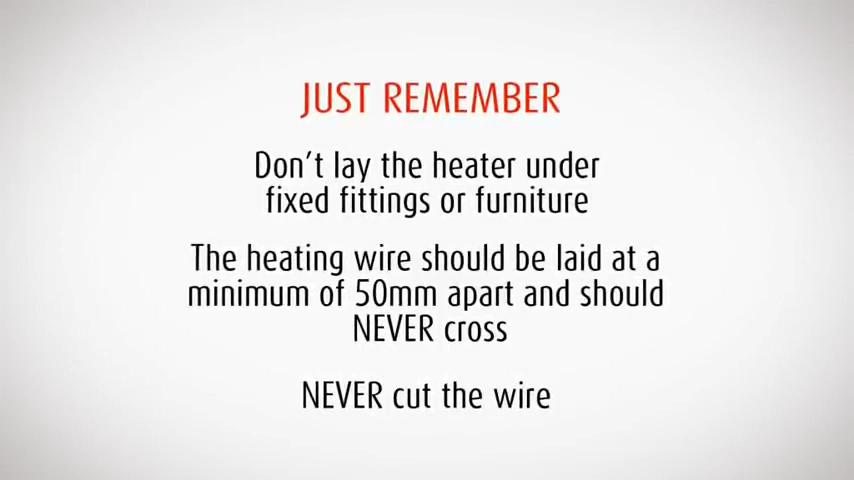 JUST REMEMBER
Don't lay the heater under
fixed fittings or furniture
The heating wire should be laid at a
minimum of 50mm apart and should
NEVER cross
NEVER cut the wire